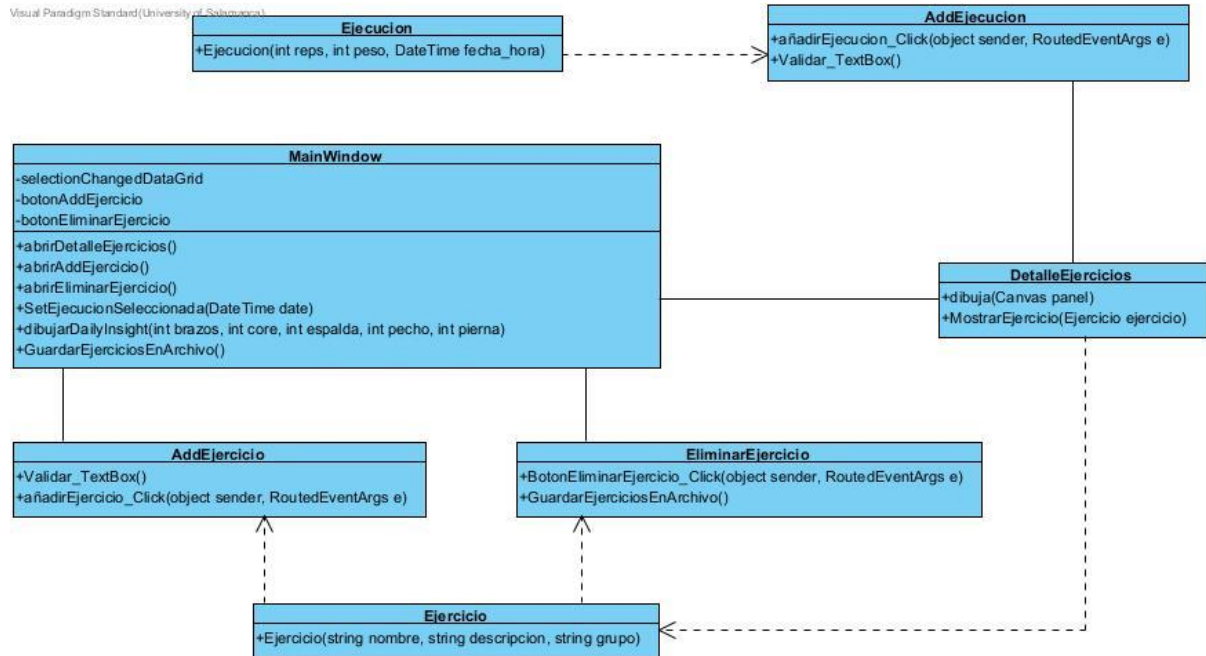 Visual Paradigm Standard(University of Salamanca)
Ejecucion
+Ejecucion(int reps, int peso, DateTime fecha_hora)
AddEjecucion
+añadirEjecucion_Click(object sender, RoutedEventArgs e)
+Validar_TextBox()
MainWindow
-selectionChangedDataGrid
-botonAddEjercicio
-botonEliminarEjercicio
+abrirDetalleEjercicios()
+abrirAddEjercicio()
+abrirEliminarEjercicio()
+SetEjecucionSeleccionada(DateTime date)
+dibujarDailyInsight(int brazos, int core, int espalda, int pecho, int pierna)
+GuardarEjerciciosEnArchivo()
DetalleEjercicios
+dibuja(Canvas panel)
+MostrarEjercicio(Ejercicio ejercicio)
AddEjercicio
+Validar_TextBox()
+añadirEjercicio_Click(object sender, RoutedEventArgs e)
EliminarEjercicio
+BotonEliminarEjercicio_Click(object sender, RoutedEventArgs e)
+GuardarEjerciciosEnArchivo()
Ejercicio
+Ejercicio(string nombre, string descripcion, string grupo)